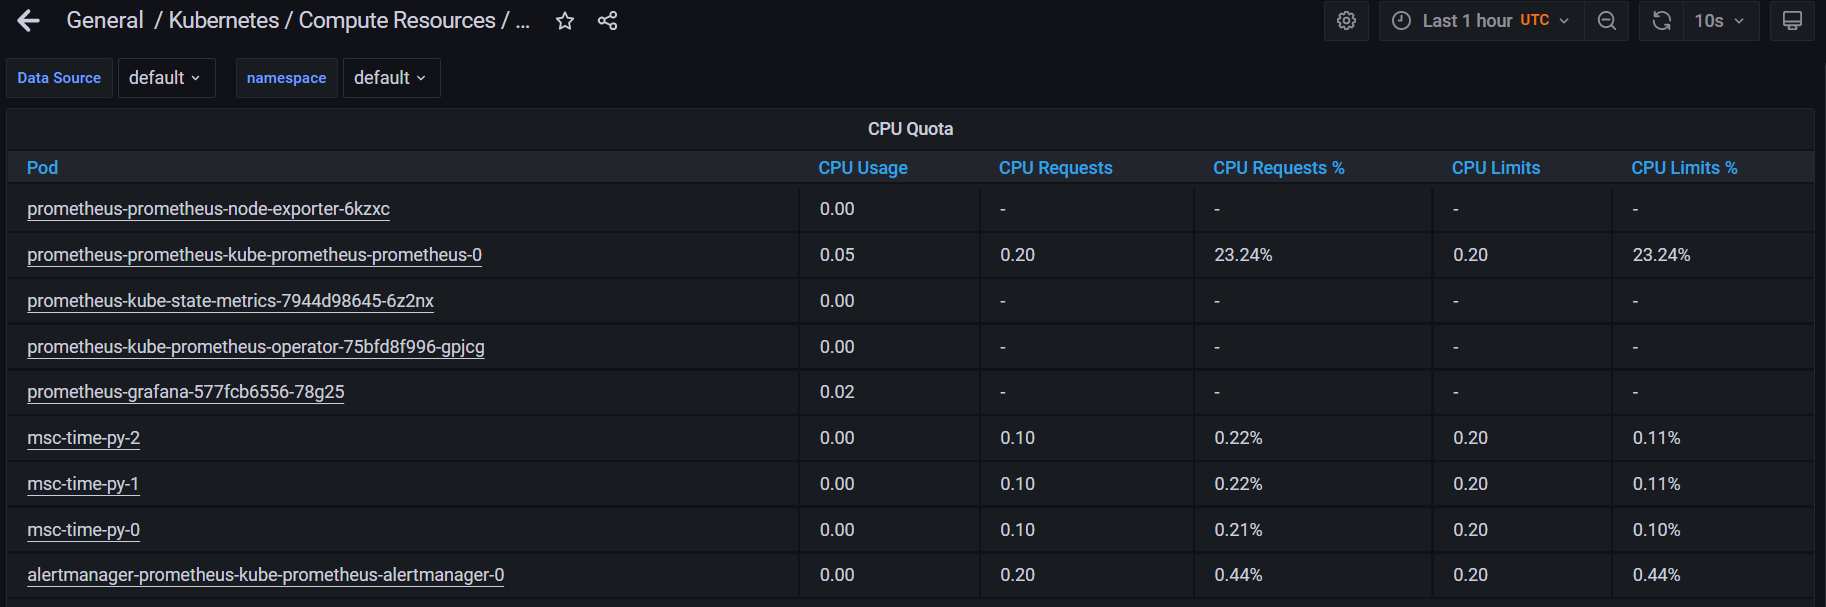 General / Kubernetes / Compute Resources / ...
Last 1 hour UTC
10s
Data Source default namespace default
CPU Quota
Pod CPU Usage CPU Requests CPU Requests % CPU Limits CPU Limits %
prometheus-prometheus-node-exporter-6kzxc 0.00 - - - -
prometheus-prometheus-kube-prometheus-prometheus-0 0.05 0.20 23.24% 0.20 23.24%
prometheus-kube-state-metrics-7944d98645-6z2nx 0.00 - - - -
prometheus-kube-prometheus-operator-75bfd8f996-gpjcg 0.00 - - - -
prometheus-grafana-577fcb6556-78g25 0.02 - - - -
msc-time-py-2 0.00 0.10 0.22% 0.20 0.11%
msc-time-py-1 0.00 0.10 0.22% 0.20 0.11%
msc-time-py-0 0.00 0.10 0.21% 0.20 0.10%
alertmanager-prometheus-kube-prometheus-alertmanager-0 0.00 0.20 0.44% 0.20 0.44%